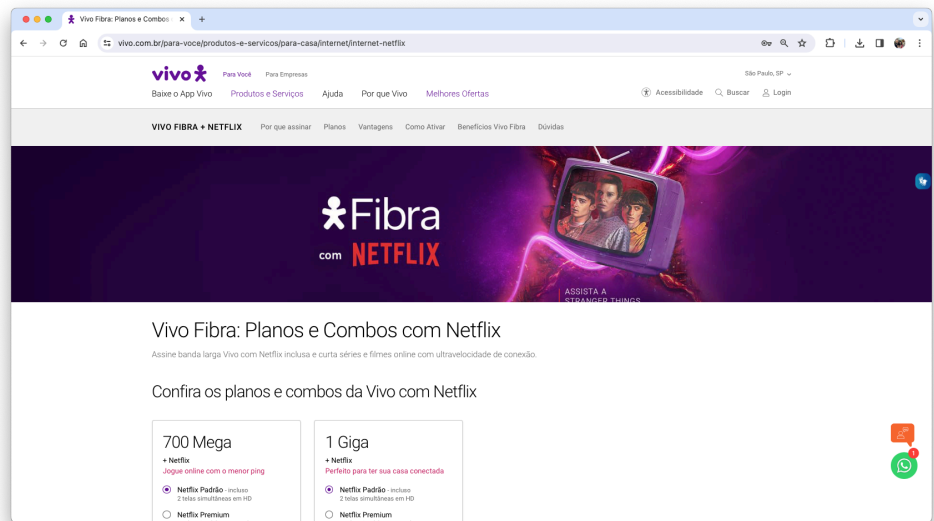 Vivo Fibra: Planos e Combos
vivo.com.br/para-voce/produtos-e-servicos/para-casa/internet/internet-netflix
vivo Para Você Para Empresas São Paulo, SP
Baixe o App Vivo Produtos e Serviços Ajuda Por que Vivo Melhores Ofertas Acessibilidade Buscar Login
VIVO FIBRA + NETFLIX Por que assinar Planos Vantagens Como Ativar Benefícios Vivo Fibra Dúvidas
Fibra
com NETFLIX
ASSISTA A
STRANGER THINGS
Vivo Fibra: Planos e Combos com Netflix
Assine banda larga Vivo com Netflix inclusa e curta séries e filmes online com ultravelocidade de conexão.
Confira os planos e combos da Vivo com Netflix
700 Mega
+ Netflix
Jogue online com o menor ping
Netflix Padrão - incluso
2 telas simultâneas em HD
Netflix Premium
1 Giga
+ Netflix
Perfeito para ter sua casa conectada
Netflix Padrão - incluso
2 telas simultâneas em HD
Netflix Premium
1